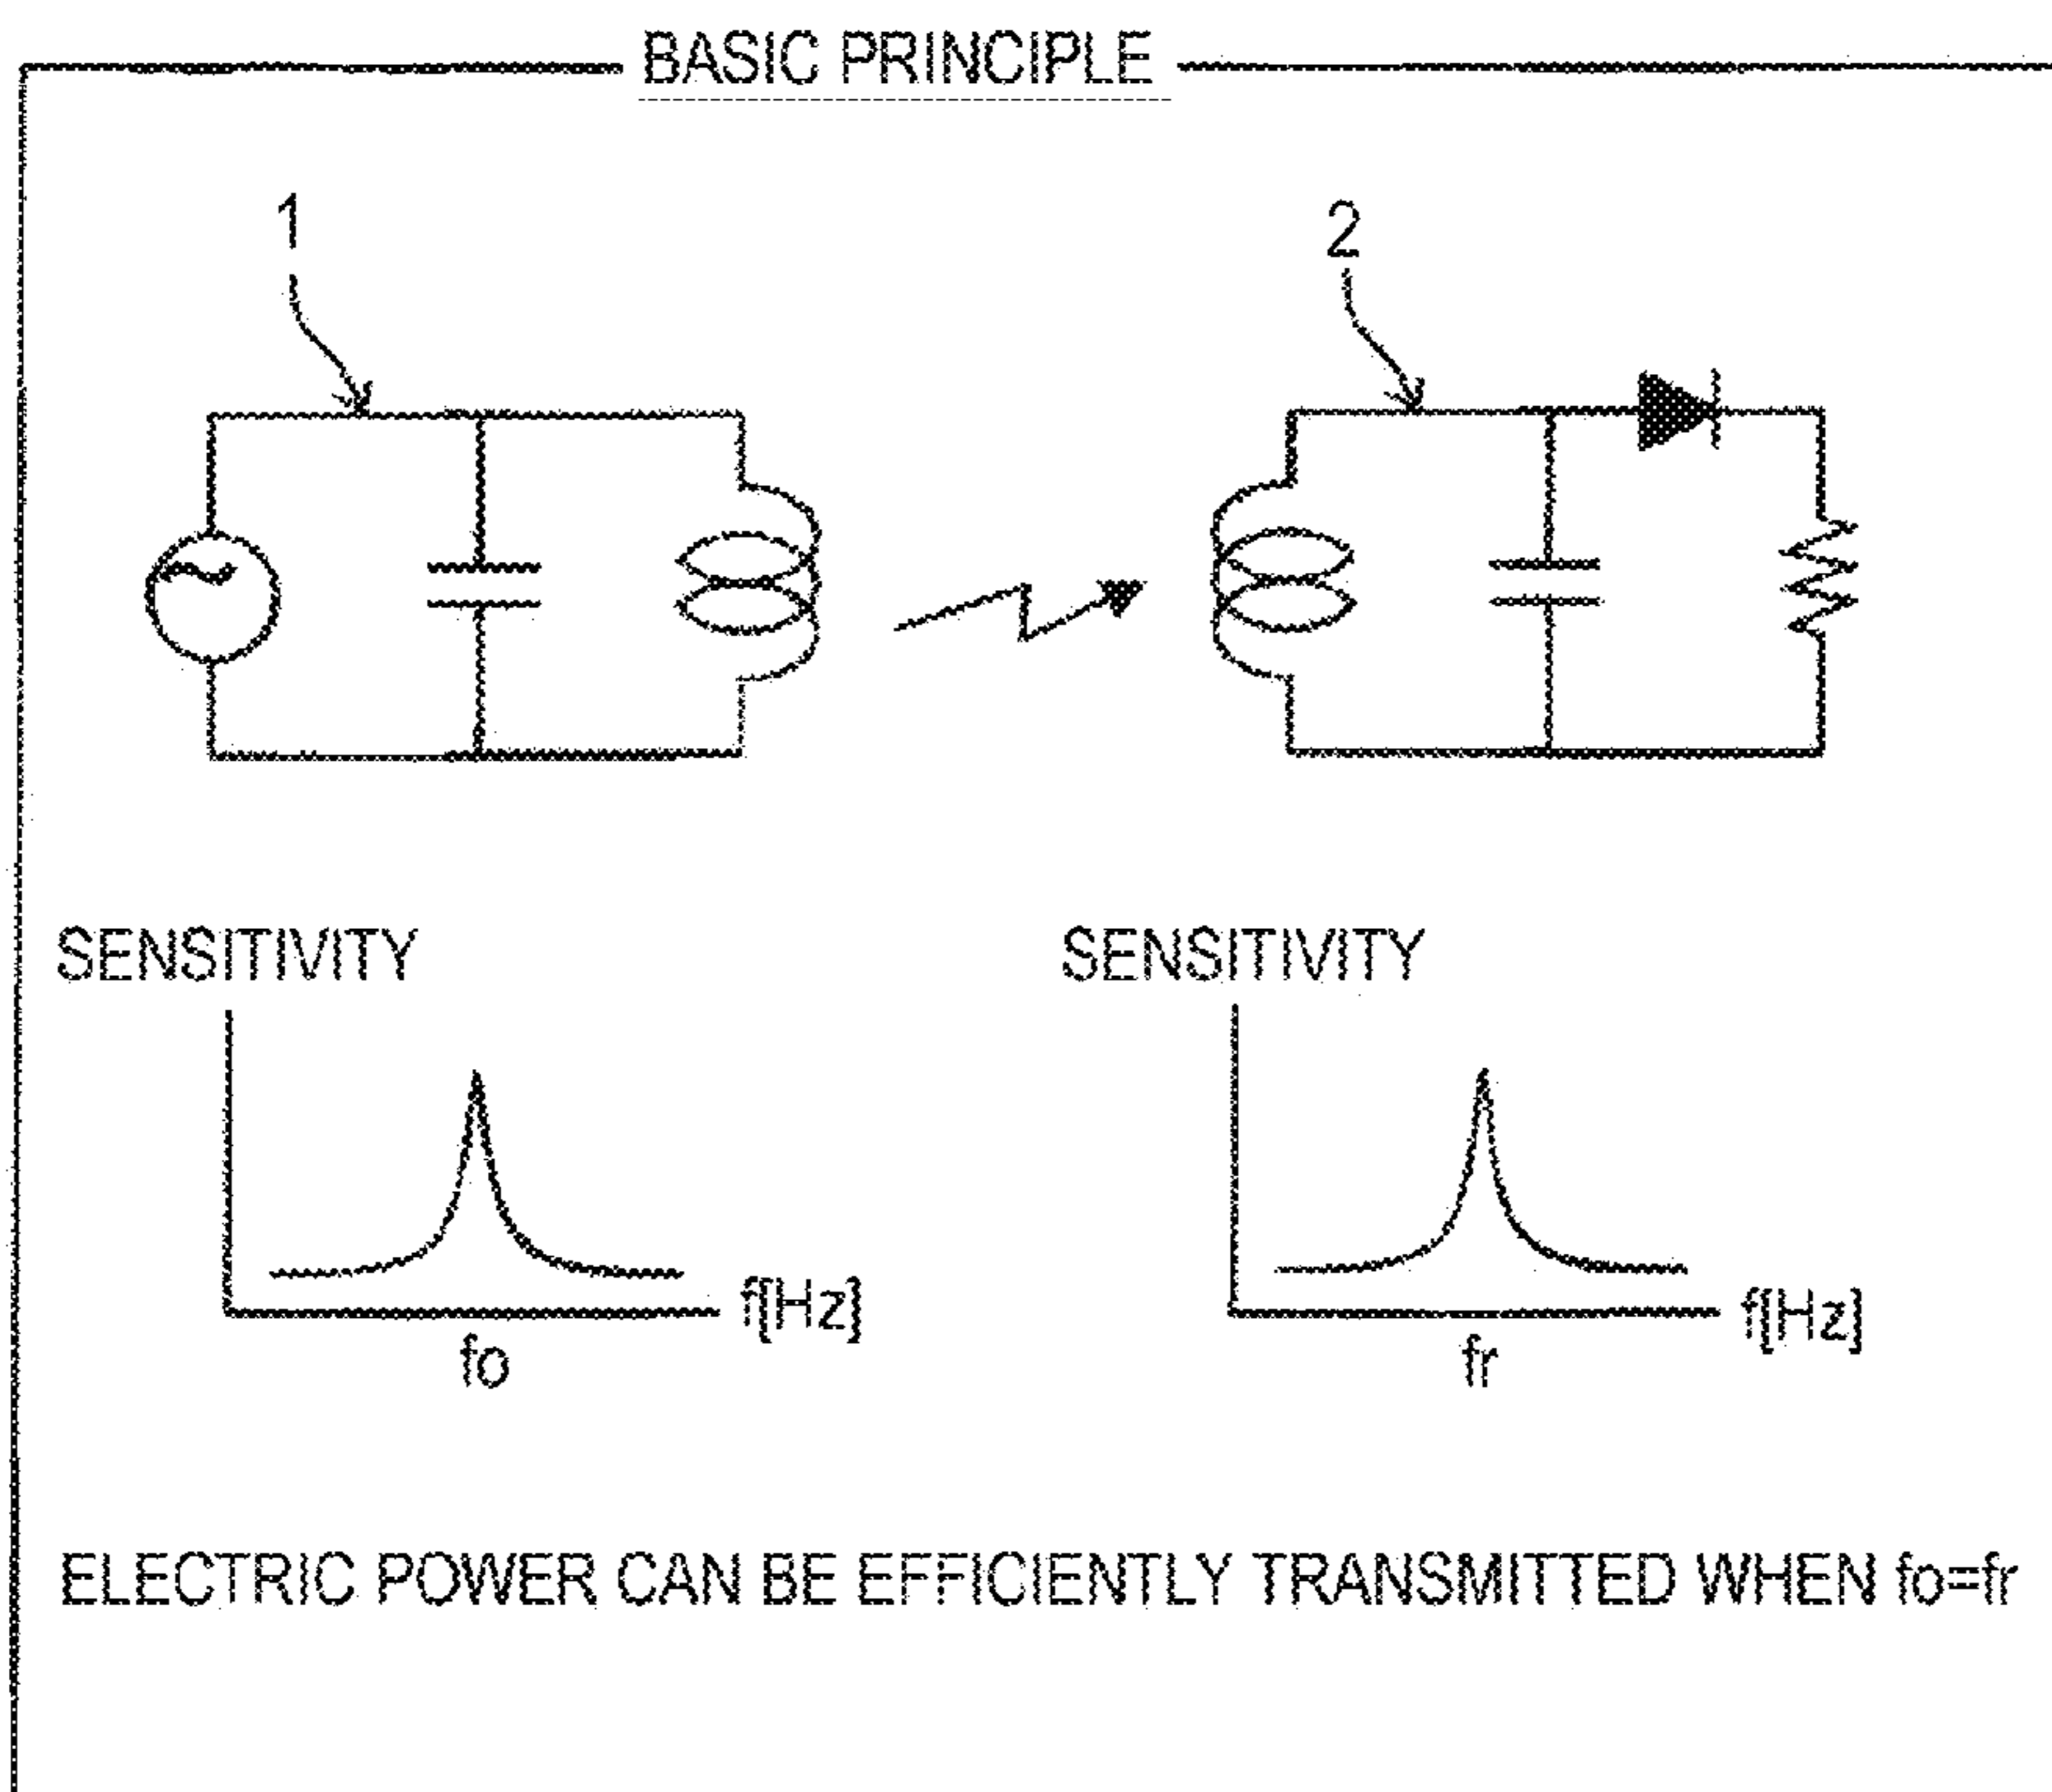 BASIC PRINCIPLE
1
2
SENSITIVITY
SENSITIVITY
f[Hz]
f[Hz]
fo
fr
ELECTRIC POWER CAN BE EFFICIENTLY TRANSMITTED WHEN fo=fr